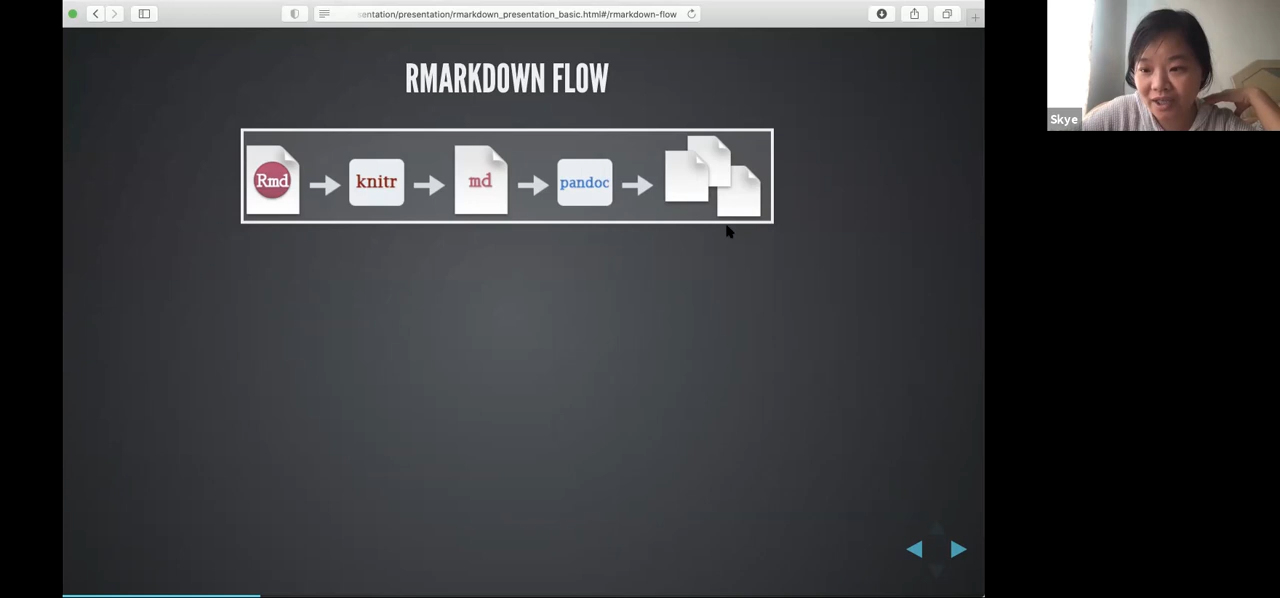 sentation/presentation/rmarkdown_presentation_basic.html#/rmarkdown-flow
RMARKDOWN FLOW
Rmd knitr md pandoc
Skye